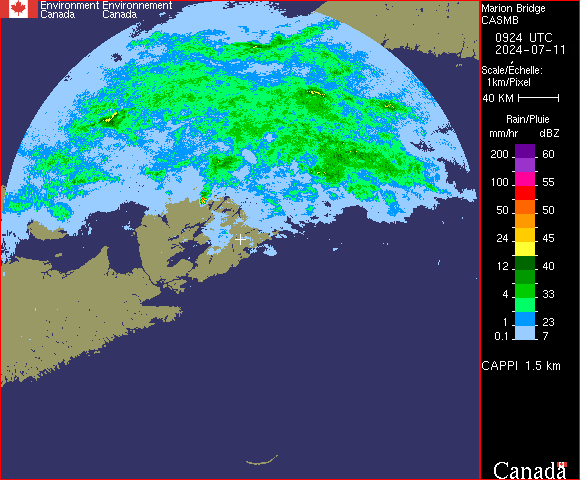 Environment Environnement
Canada Canada
Marion Bridge
CASMB
0924 UTC
2024-07-11
Scale/Échelle:
1km/Pixel
40 KM
Rain/Pluie
mm/hr dBZ
200 60
100 55
50 50
24 45
12 40
4 33
1 23
0.1 7
CAPPI 1.5 km
Canada